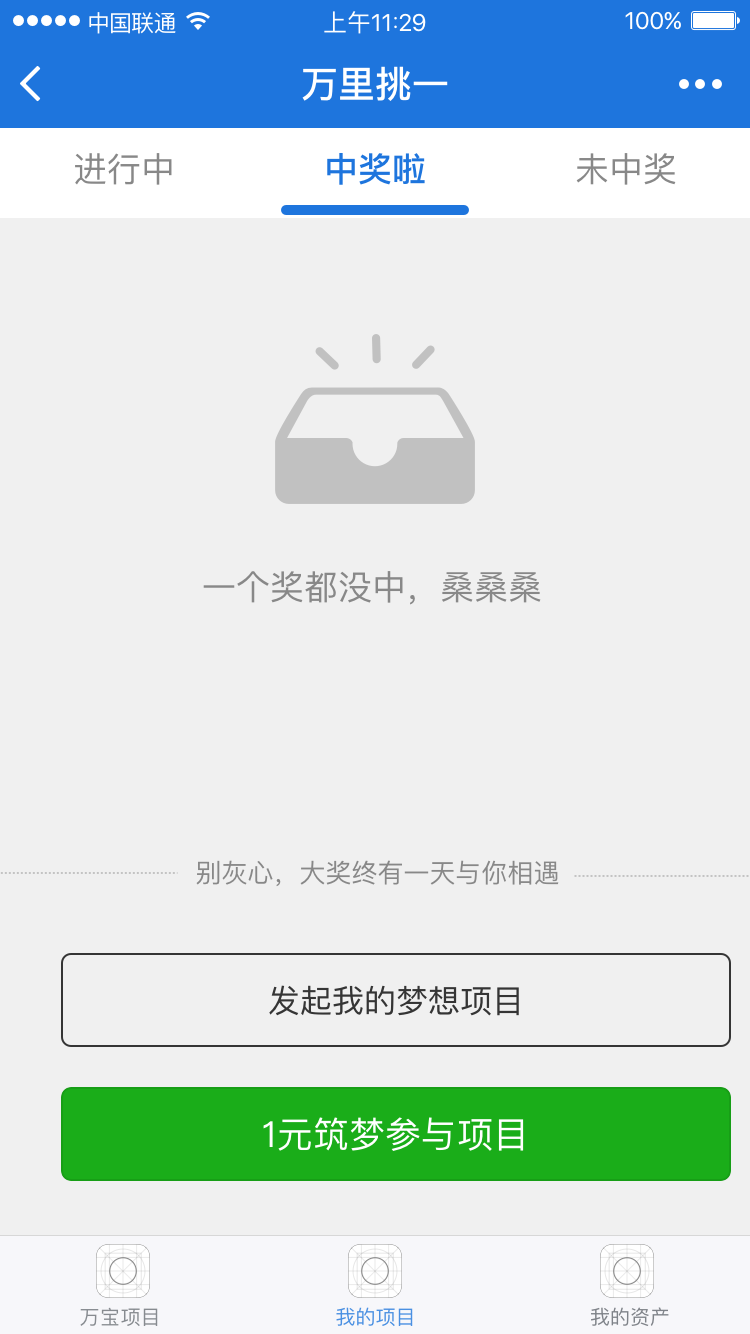 中国联通 上午11:29 100%
万里挑一
进行中 中奖啦 未中奖
一个奖都没中，桑桑桑
别灰心，大奖终有一天与你相遇
发起我的梦想项目
1元筑梦参与项目
万宝项目 我的项目 我的资产